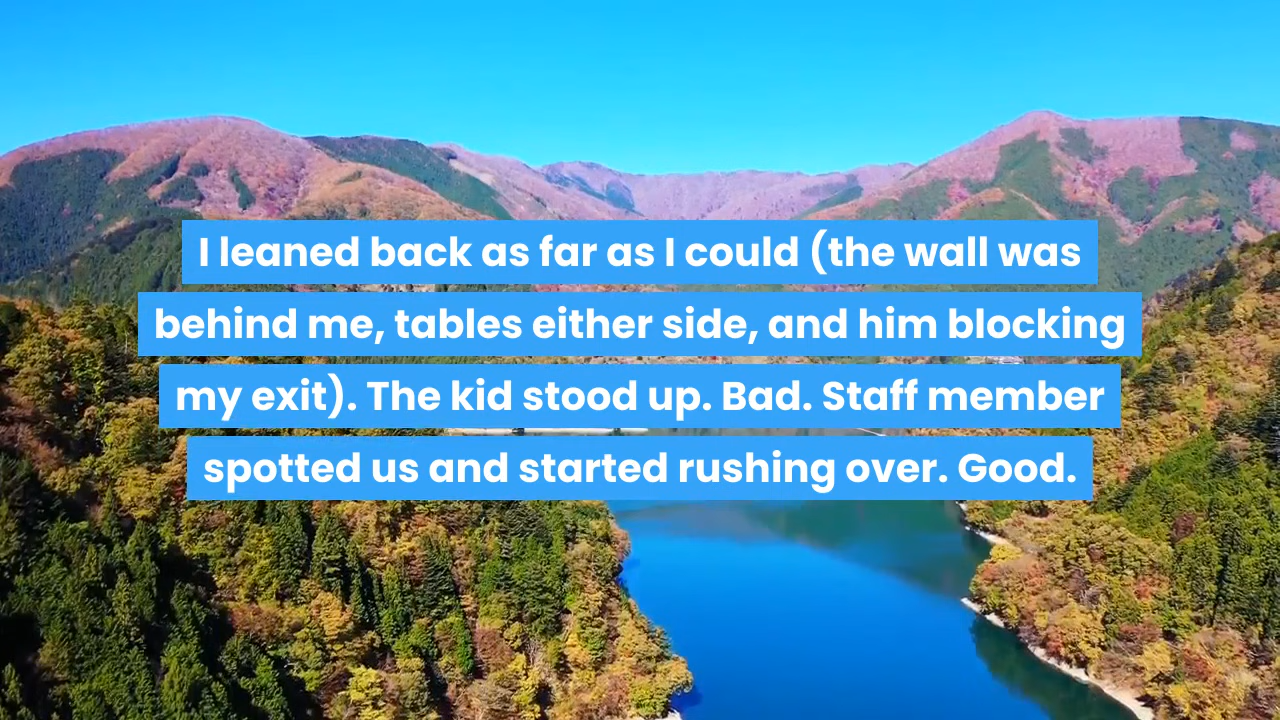 I leaned back as far as I could (the wall was
behind me, tables either side, and him blocking
my exit). The kid stood up. Bad. Staff member
spotted us and started rushing over. Good.